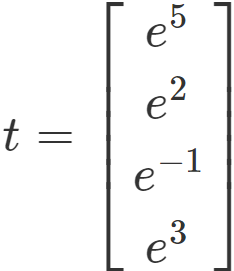 t = [ e^5
e^2
e^{-1}
e^3 ]